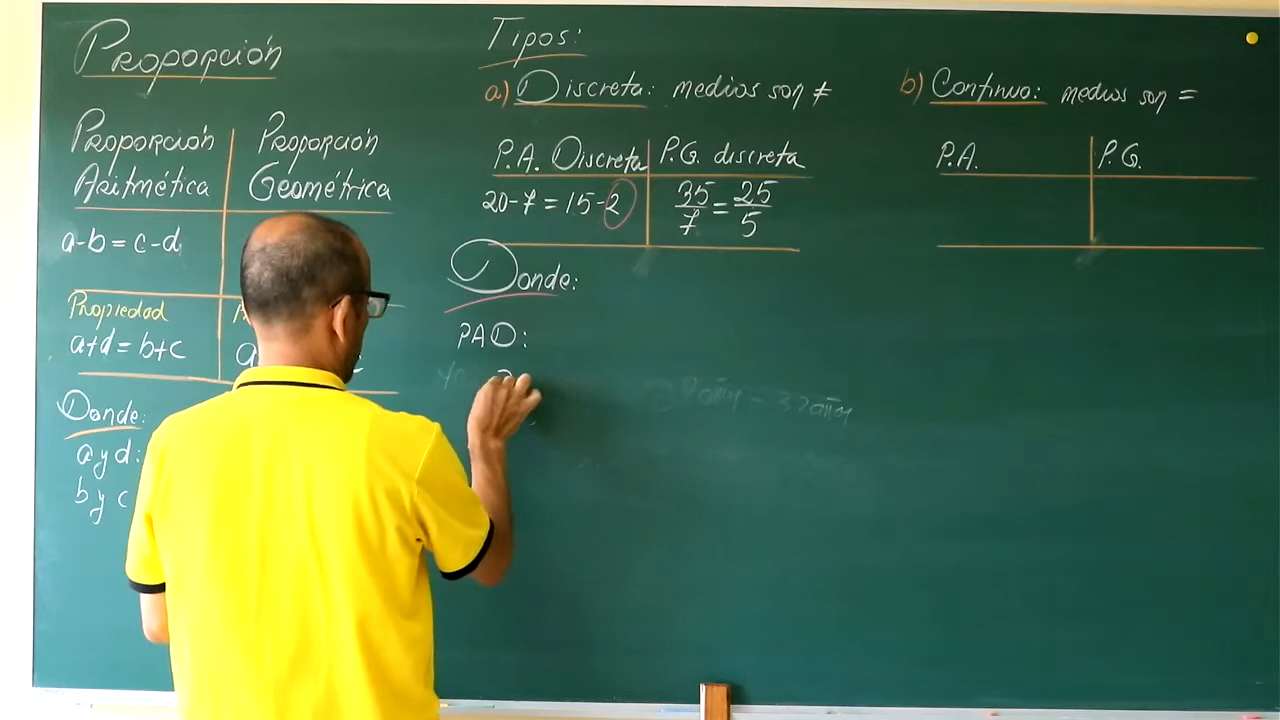 Proporción
Proporción Aritmética
Proporción Geométrica
a-b=c-d
Propiedad
a+d=b+c
a
Donde:
a y d:
b y c
Tipos:
a) Discreta: medios son ≠
P.A. Discreta
P.G. discreta
20-7=15-2
35/7=25/5
Donde:
PAD:
2
b) Continua: medios son =
P.A.
P.G.